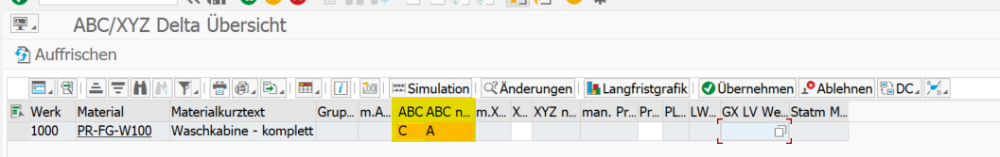 ABC/XYZ Delta Übersicht
Auffrischen
Simulation Änderungen Langfristgrafik Übernehmen Ablehnen DC
Werk Material Materialkurztext Grup... m.A... ABC ABC n... m.X... X... XYZ n... man. Pr... Pr... PL... LW... GX LV We... Statm M...
1000 PR-FG-W100 Waschkabine - komplett C A